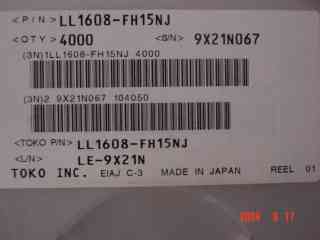 <P/N> LL1608-FH15NJ
<QTY> 4000 <S/N> 9X21N067
(3N)1LL1608-FH15NJ 4000
(3N)2 9X21N067 104050
<TOKO P/N> LL1608-FH15NJ
<L/N> LE-9X21N
TOKO INC. EIAJ C-3 MADE IN JAPAN REEL 01